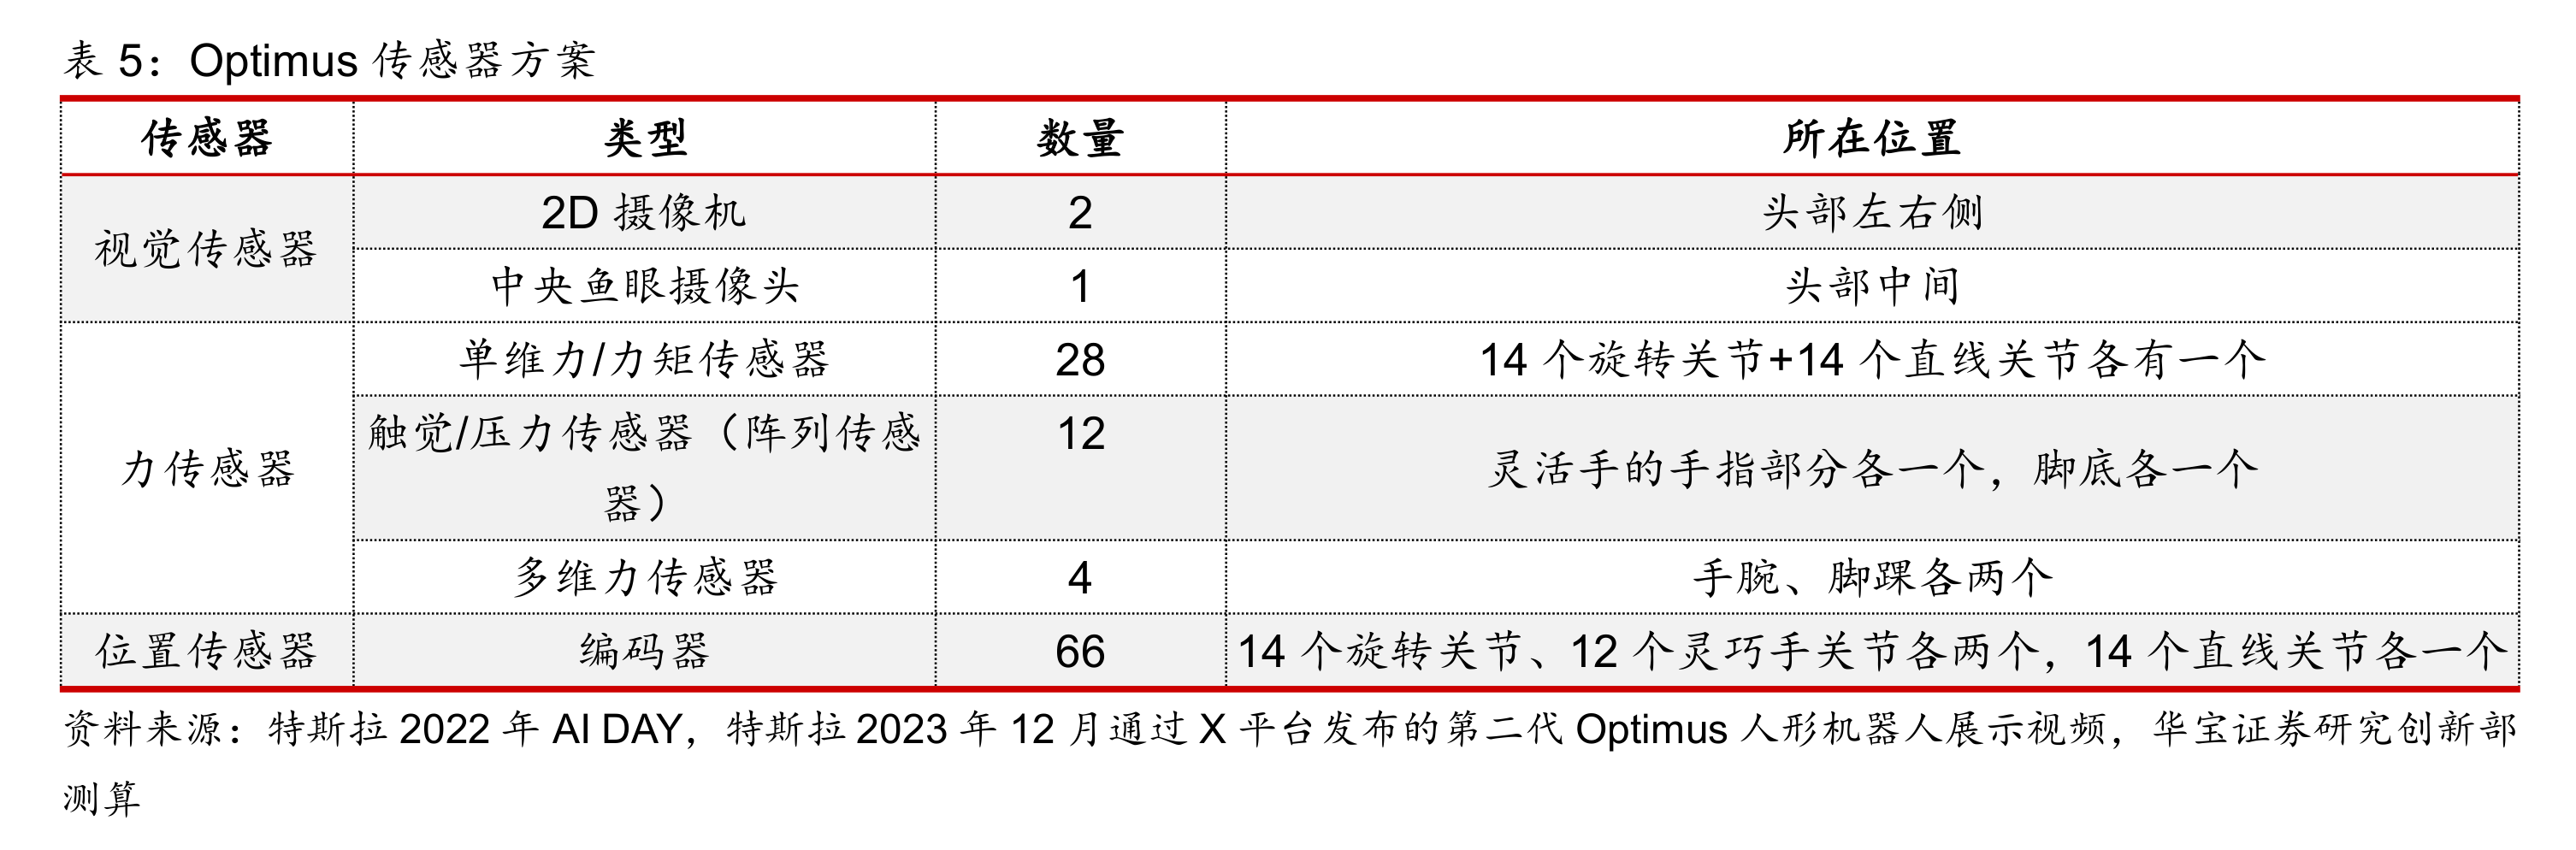 表 5：Optimus 传感器方案
传感器 类型 数量 所在位置
视觉传感器 2D 摄像机 2 头部左右侧
中央鱼眼摄像头 1 头部中间
力传感器 单维力/力矩传感器 28 14 个旋转关节+14 个直线关节各有一个
触觉/压力传感器（阵列传感 12 灵活手的手指部分各一个，脚底各一个
器）
多维力传感器 4 手腕、脚踝各两个
位置传感器 编码器 66 14 个旋转关节、12 个灵巧手关节各两个，14 个直线关节各一个
资料来源：特斯拉 2022 年 AI DAY，特斯拉 2023 年 12 月通过 X 平台发布的第二代 Optimus 人形机器人展示视频，华宝证券研究创新部
测算